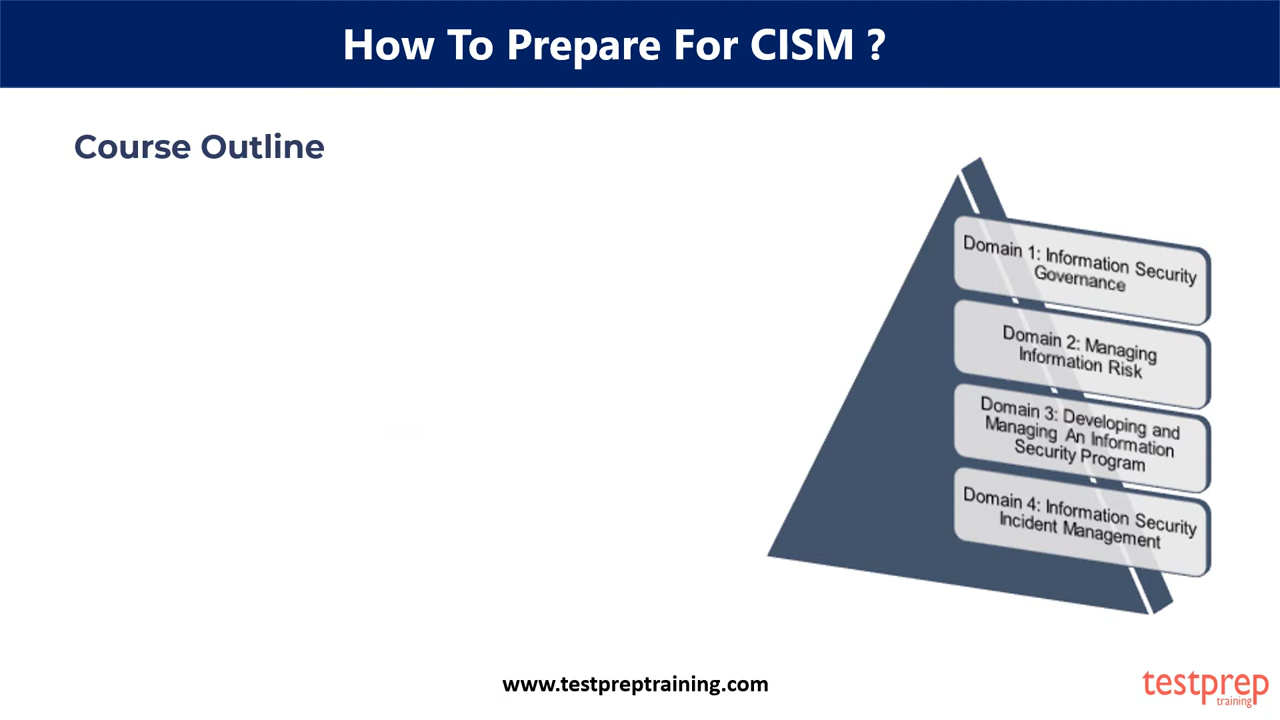 How To Prepare For CISM ?
Course Outline
Domain 1: Information Security
Governance
Domain 2: Managing
Information Risk
Domain 3: Developing and
Managing An Information
Security Program
Domain 4: Information Security
Incident Management
www.testpreptraining.com
testprep
training